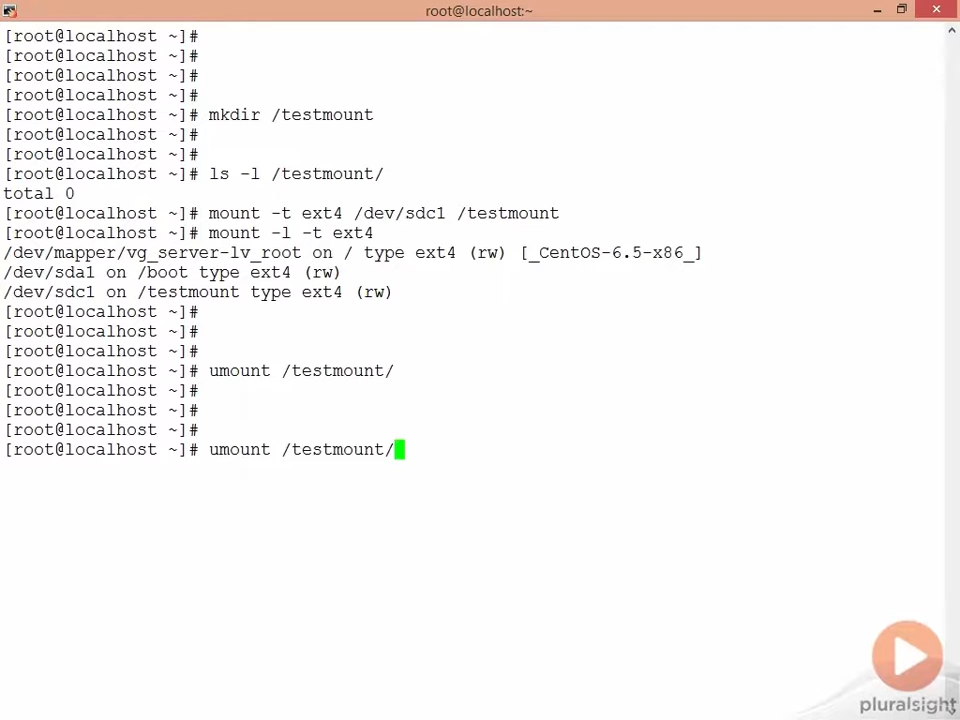 root@localhost:~
[root@localhost ~]#
[root@localhost ~]#
[root@localhost ~]#
[root@localhost ~]#
[root@localhost ~]# mkdir /testmount
[root@localhost ~]#
[root@localhost ~]#
[root@localhost ~]# ls -l /testmount/
total 0
[root@localhost ~]# mount -t ext4 /dev/sdc1 /testmount
[root@localhost ~]# mount -l -t ext4
/dev/mapper/vg_server-lv_root on / type ext4 (rw) [_CentOS-6.5-x86_]
/dev/sda1 on /boot type ext4 (rw)
/dev/sdc1 on /testmount type ext4 (rw)
[root@localhost ~]#
[root@localhost ~]#
[root@localhost ~]#
[root@localhost ~]# umount /testmount/
[root@localhost ~]#
[root@localhost ~]#
[root@localhost ~]#
[root@localhost ~]# umount /testmount/
pluralsight